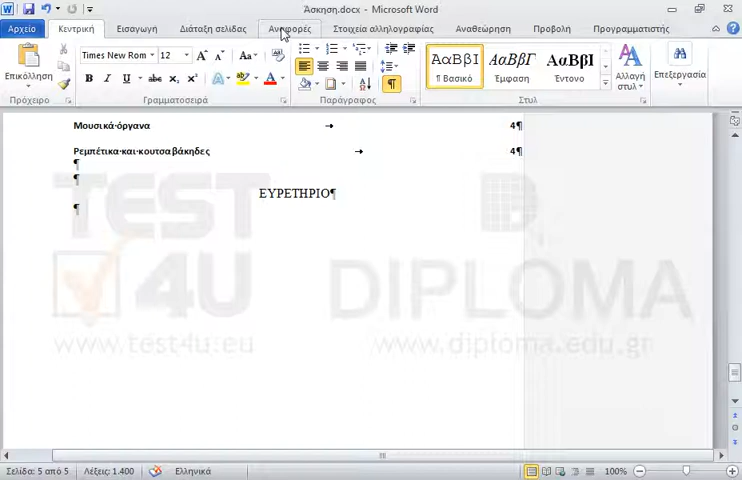 Άσκηση.docx - Microsoft Word
Αρχείο Κεντρική Εισαγωγή Διάταξη σελίδας Αναφορές Στοιχεία αλληλογραφίας Αναθεώρηση Προβολή Προγραμματιστής
Επικόλληση
Times New Rom 12
ΑαΒβΙ ΑαΒβΓ ΑαΒβΙ
¶ Βασικό Έμφαση Έντονο
Αλλαγή στυλ
Επεξεργασία
Πρόχειρο Γραμματοσειρά Παράγραφος Στυλ
Μουσικά·όργανα → 4¶
Ρεμπέτικα·και·κουτσαβάκηδες → 4¶
¶
¶
ΕΥΡΕΤΗΡΙΟ¶
¶
TEST 4U DIPLOMA
www.test4u.eu www.diploma.edu.gr
Σελίδα: 5 από 5 Λέξεις: 1.400 Ελληνικά 100%